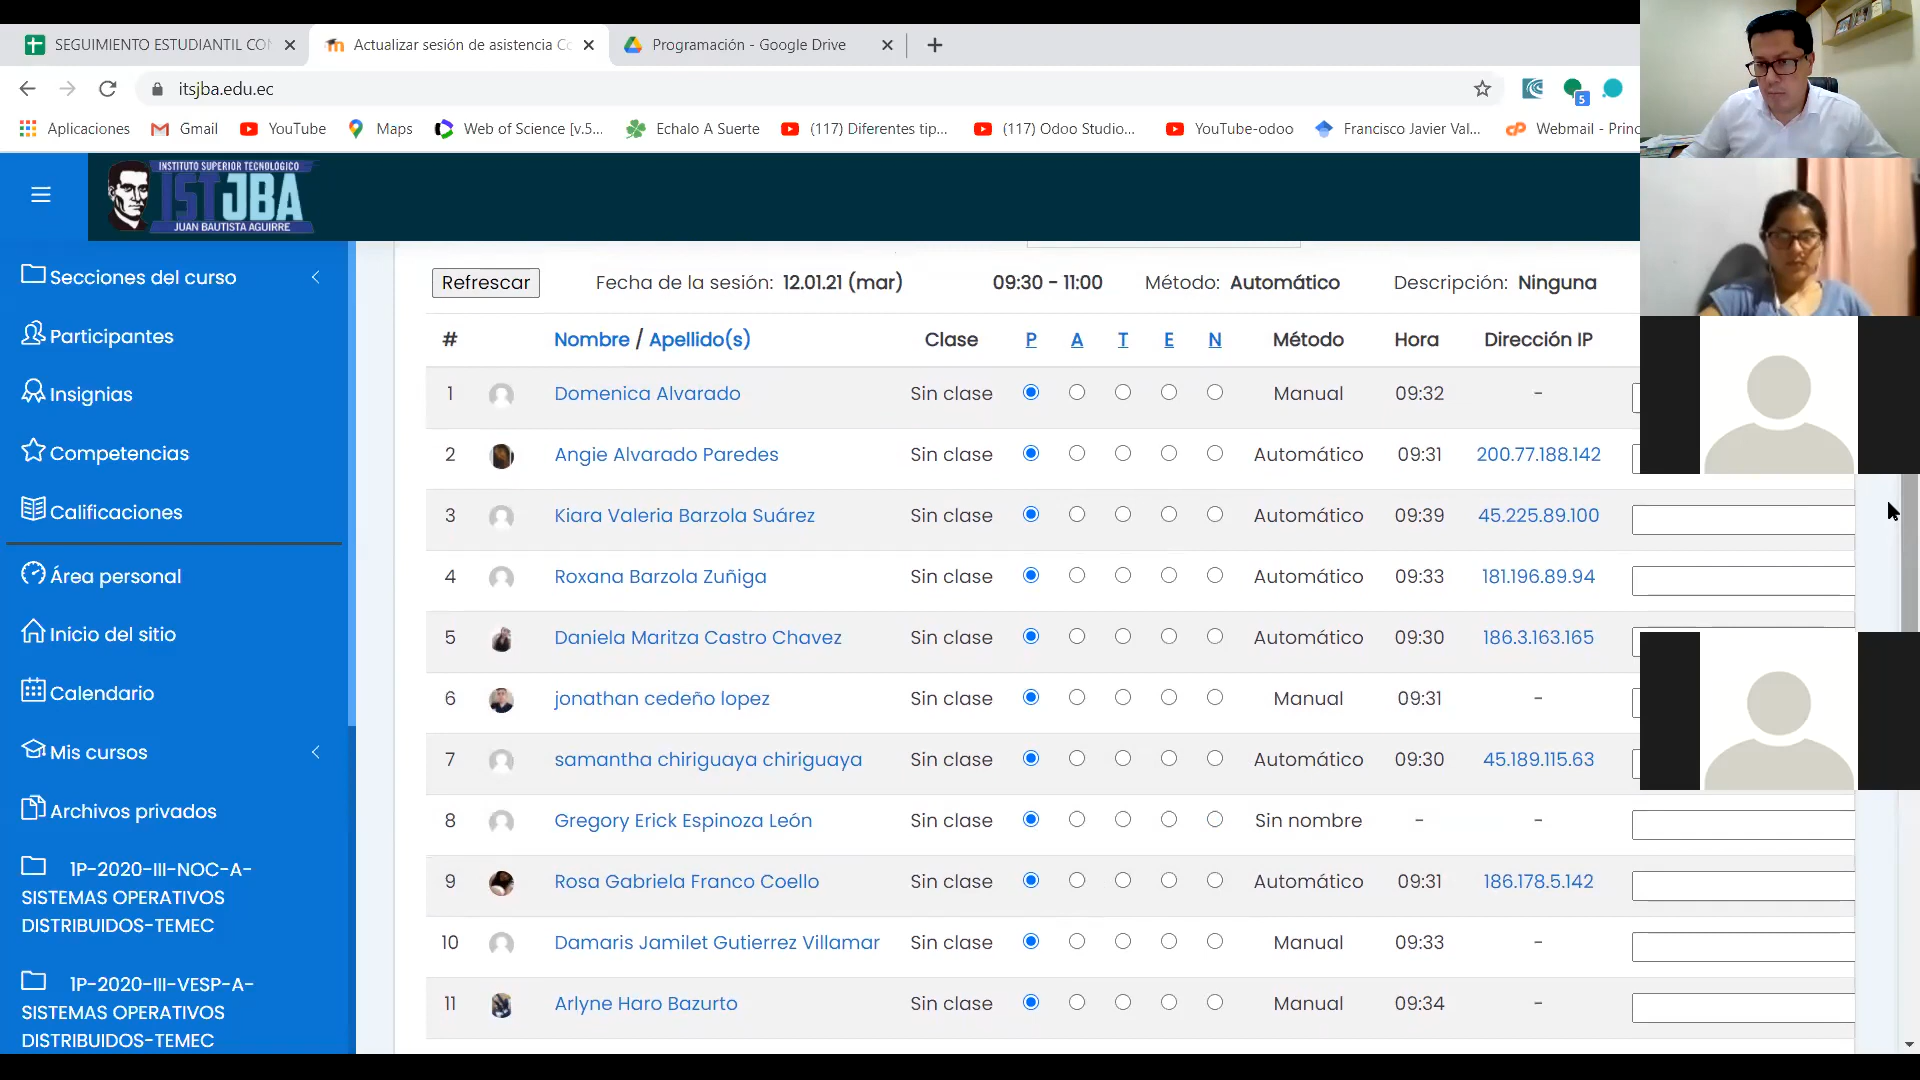 SEGUIMIENTO ESTUDIANTIL CO
Actualizar sesión de asistencia Co
Programación - Google Drive
itsjba.edu.ec
5
Aplicaciones
Gmail
YouTube
Maps
Web of Science [v.5...
Echalo A Suerte
(117) Diferentes tip...
(117) Odoo Studio...
YouTube-odoo
Francisco Javier Val...
Webmail - Princ
INSTITUTO SUPERIOR TECNOLÓGICO
ISTJBA
JUAN BAUTISTA AGUIRRE
Secciones del curso
Participantes
Insignias
Competencias
Calificaciones
Área personal
Inicio del sitio
Calendario
Mis cursos
Archivos privados
1P-2020-III-NOC-A-
SISTEMAS OPERATIVOS
DISTRIBUIDOS-TEMEC
1P-2020-III-VESP-A-
SISTEMAS OPERATIVOS
DISTRIBUIDOS-TEMEC
Refrescar Fecha de la sesión: 12.01.21 (mar) 09:30 - 11:00 Método: Automático Descripción: Ninguna
# Nombre / Apellido(s) Clase P A T E N Método Hora Dirección IP
1 Domenica Alvarado Sin clase Manual 09:32 -
2 Angie Alvarado Paredes Sin clase Automático 09:31 200.77.188.142
3 Kiara Valeria Barzola Suárez Sin clase Automático 09:39 45.225.89.100
4 Roxana Barzola Zuñiga Sin clase Automático 09:33 181.196.89.94
5 Daniela Maritza Castro Chavez Sin clase Automático 09:30 186.3.163.165
6 jonathan cedeño lopez Sin clase Manual 09:31 -
7 samantha chiriguaya chiriguaya Sin clase Automático 09:30 45.189.115.63
8 Gregory Erick Espinoza León Sin clase Sin nombre - -
9 Rosa Gabriela Franco Coello Sin clase Automático 09:31 186.178.5.142
10 Damaris Jamilet Gutierrez Villamar Sin clase Manual 09:33 -
11 Arlyne Haro Bazurto Sin clase Manual 09:34 -